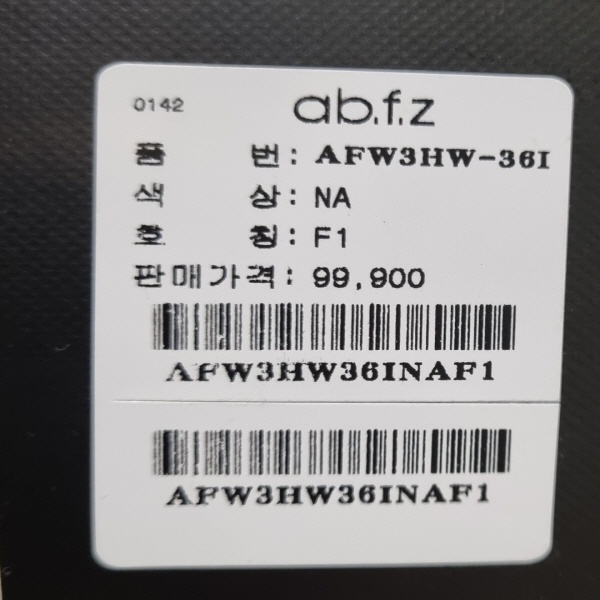 0142 ab.f.z
품 번: AFW3HW-36I
색 상: NA
호 칭: F1
판매가격: 99,900
AFW3HW36INAF1
AFW3HW36INAF1